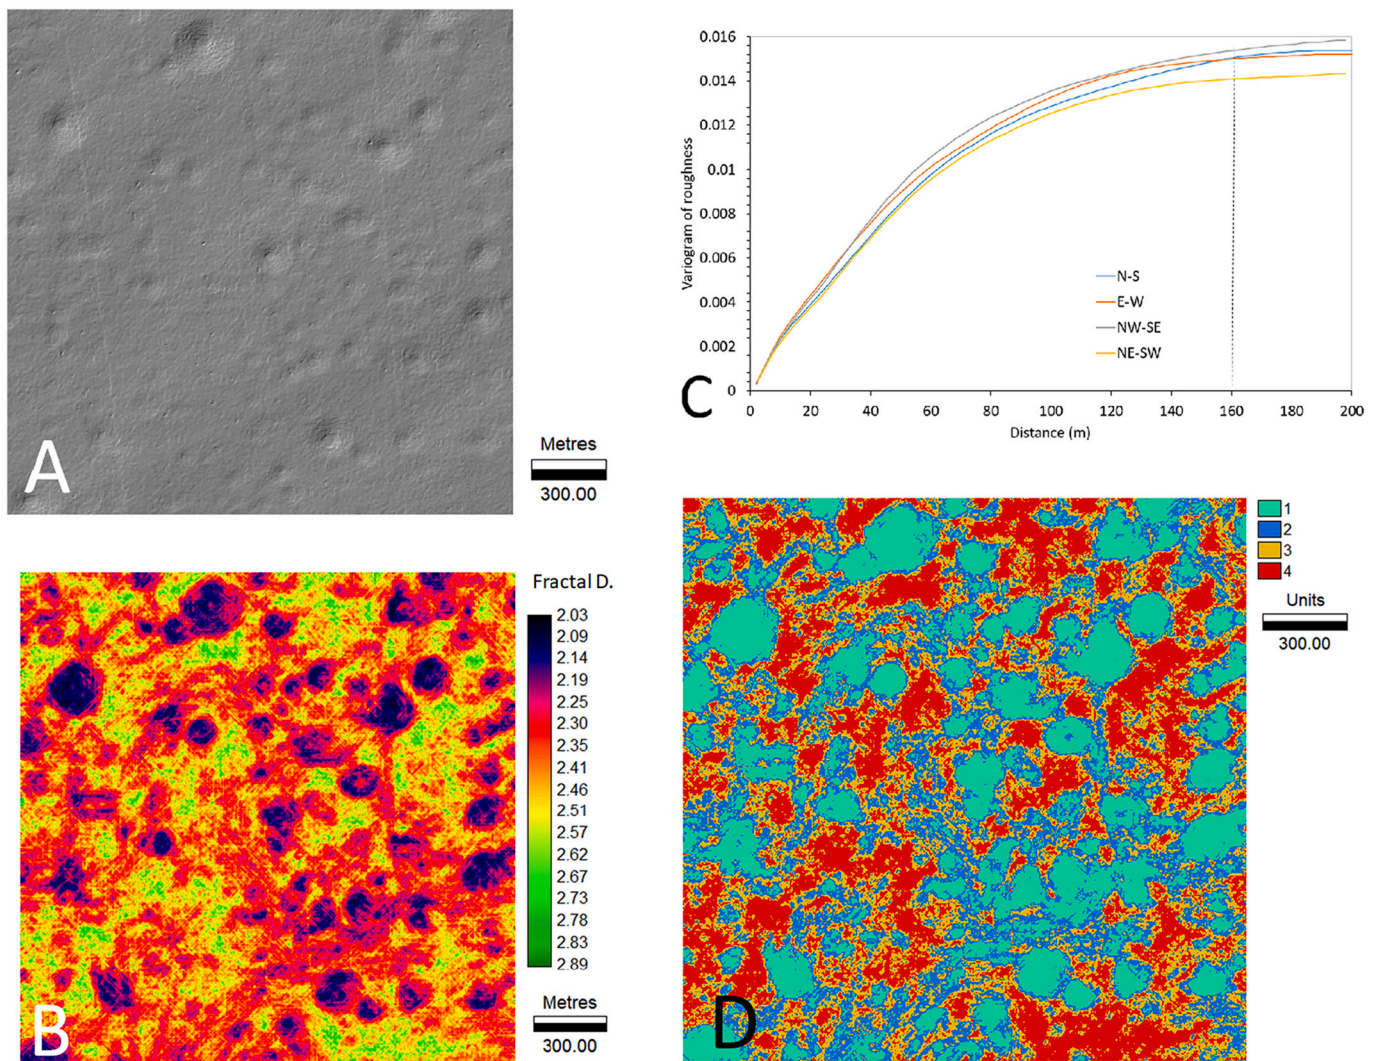 A
Metres
300.00
0.016
0.014
0.012
0.01
0.008
0.006
0.004
0.002
0
Variogram of roughness
N-S
E-W
NW-SE
NE-SW
0 20 40 60 80 100 120 140 160 180 200
Distance (m)
C
B
Fractal D.
2.03
2.09
2.14
2.19
2.25
2.30
2.35
2.41
2.46
2.51
2.57
2.62
2.67
2.73
2.78
2.83
2.89
Metres
300.00
D
1
2
3
4
Units
300.00